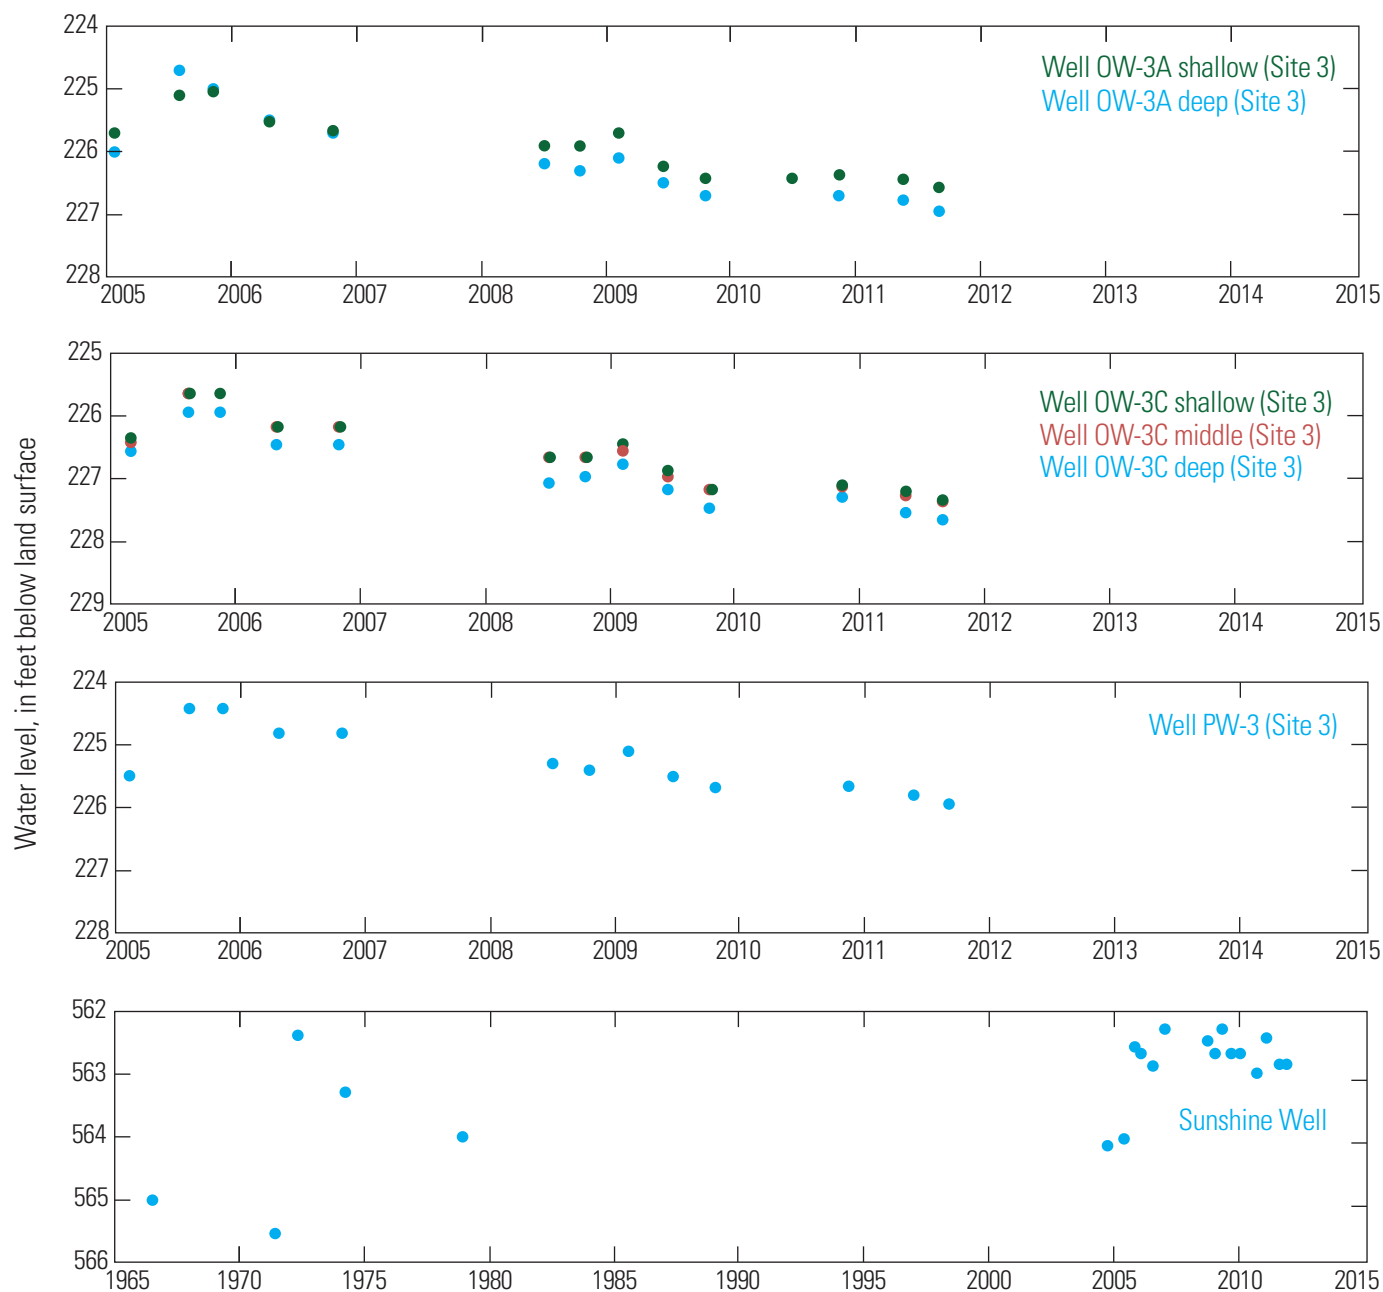 224
225
226
227
228
Well OW-3A shallow (Site 3)
Well OW-3A deep (Site 3)
2005 2006 2007 2008 2009 2010 2011 2012 2013 2014 2015
225
226
227
228
229
Well OW-3C shallow (Site 3)
Well OW-3C middle (Site 3)
Well OW-3C deep (Site 3)
2005 2006 2007 2008 2009 2010 2011 2012 2013 2014 2015
Water level, in feet below land surface
224
225
226
227
228
Well PW-3 (Site 3)
2005 2006 2007 2008 2009 2010 2011 2012 2013 2014 2015
562
563
564
565
566
Sunshine Well
1965 1970 1975 1980 1985 1990 1995 2000 2005 2010 2015